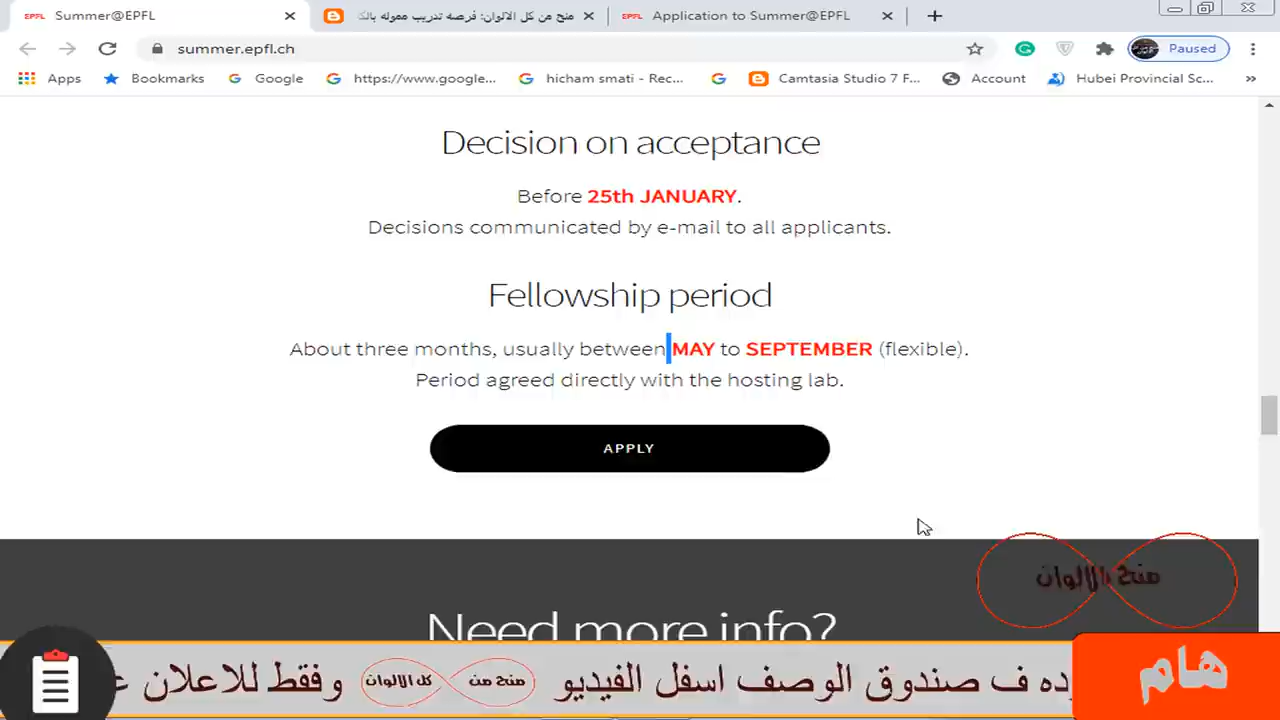 EPFL Summer@EPFL
منح من كل الالوان: فرصه تدريب مموله بالك
EPFL Application to Summer@EPFL
summer.epfl.ch
Paused
Apps
Bookmarks
Google
https://www.google...
hicham smati - Rec...
Camtasia Studio 7 F...
Account
Hubei Provincial Sc...
Decision on acceptance
Before 25th JANUARY.
Decisions communicated by e-mail to all applicants.
Fellowship period
About three months, usually between MAY to SEPTEMBER (flexible).
Period agreed directly with the hosting lab.
APPLY
منح الالوان
Need more info?
ف صندوق الوصف اسفل الفيديو
منح من كل الالوان
وفقط للاعلان
هام